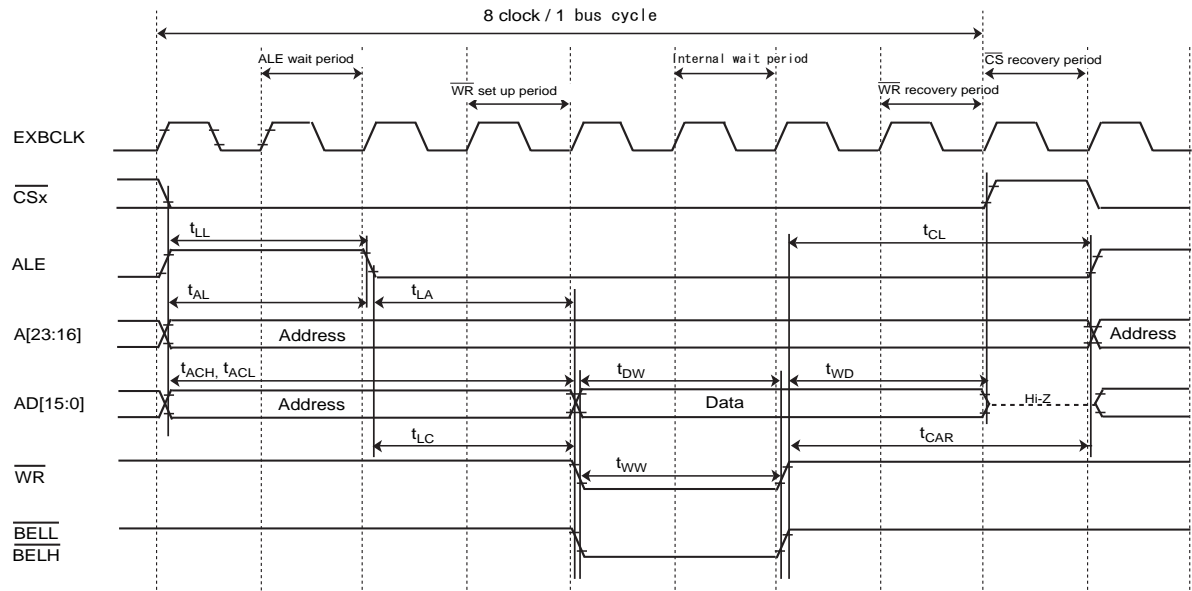 8 clock / 1 bus cycle
ALE wait period
Internal wait period
CS recovery period
WR set up period
WR recovery period
EXBCLK
CSx
tLL
tCL
ALE
tAL
tLA
A[23:16]
Address
Address
tACH, tACL
tDW
tWD
AD[15:0]
Address
Data
Hi-Z
tLC
tCAR
WR
tWW
BELL
BELH